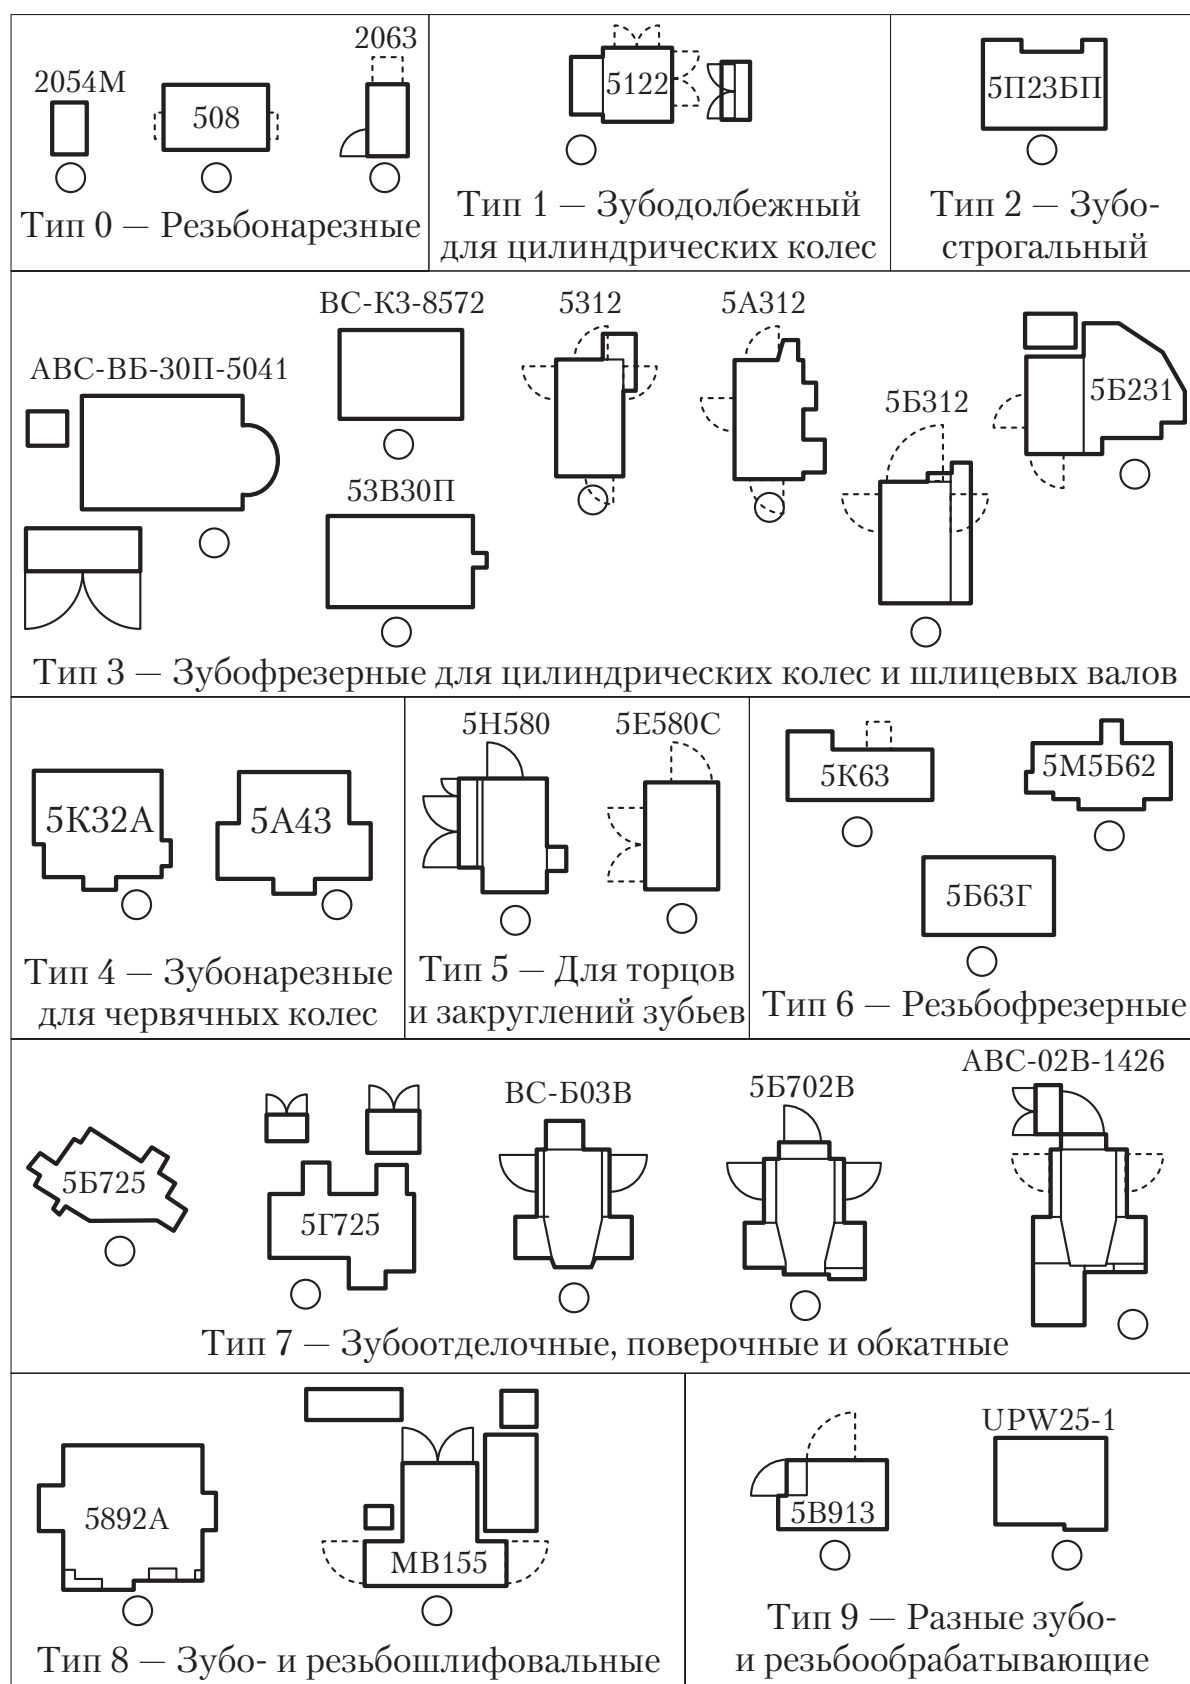 2054М
508
2063
Тип 0 — Резьбонарезные
5122
Тип 1 — Зубодолбежный
для цилиндрических колес
5П23БП
Тип 2 — Зубо-
строгальный
АВС-ВБ-30П-5041
ВС-КЗ-8572
53В30П
5312
5А312
5Б312
5Б231
Тип 3 — Зубофрезерные для цилиндрических колес и шлицевых валов
5К32А
5А43
Тип 4 — Зубонарезные
для червячных колес
5Н580
5Е580С
Тип 5 — Для торцов
и закруглений зубьев
5К63
5М5Б62
5Б63Г
Тип 6 — Резьбофрезерные
5Б725
5Г725
ВС-Б03В
5Б702В
АВС-02В-1426
Тип 7 — Зубоотделочные, поверочные и обкатные
5892А
МВ155
Тип 8 — Зубо- и резьбошлифовальные
5В913
UPW25-1
Тип 9 — Разные зубо-
и резьбообрабатывающие